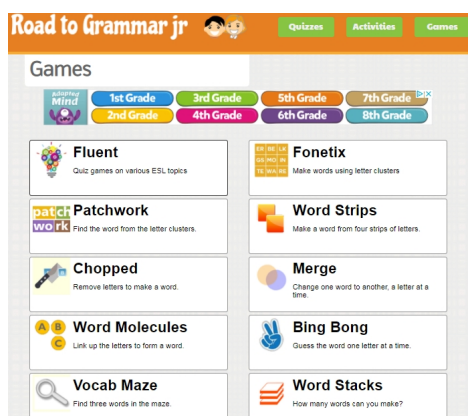 Road to Grammar jr
Quizzes
Activities
Games
Games
Adapted
Mind
1st Grade
3rd Grade
5th Grade
7th Grade
2nd Grade
4th Grade
6th Grade
8th Grade
Fluent
Quiz games on various ESL topics
Fonetix
Make words using letter clusters
patch
work
Patchwork
Find the word from the letter clusters.
Word Strips
Make a word from four strips of letters.
Chopped
Remove letters to make a word.
Merge
Change one word to another, a letter at a
time.
A B
C
Word Molecules
Link up the letters to form a word.
Bing Bong
Guess the word one letter at a time.
Vocab Maze
Find three words in the maze.
Word Stacks
How many words can you make?